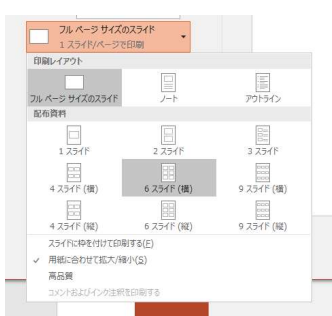 フル ページ サイズのスライド
1 スライド/ページで印刷
印刷レイアウト
フル ページ サイズのスライド ノート アウトライン
配布資料
1 スライド 2 スライド 3 スライド
4 スライド (横) 6 スライド (横) 9 スライド (横)
4 スライド (縦) 6 スライド (縦) 9 スライド (縦)
スライドに枠を付けて印刷する(F)
✓ 用紙に合わせて拡大/縮小(S)
高品質
コメントおよびインク注釈を印刷する